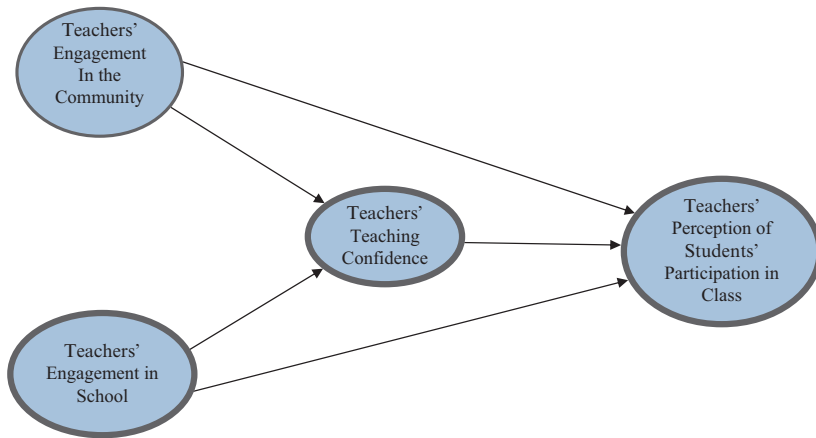 Teachers’
Engagement
In the
Community
Teachers’
Teaching
Confidence
Teachers’
Perception of
Students’
Participation in
Class
Teachers’
Engagement in
School